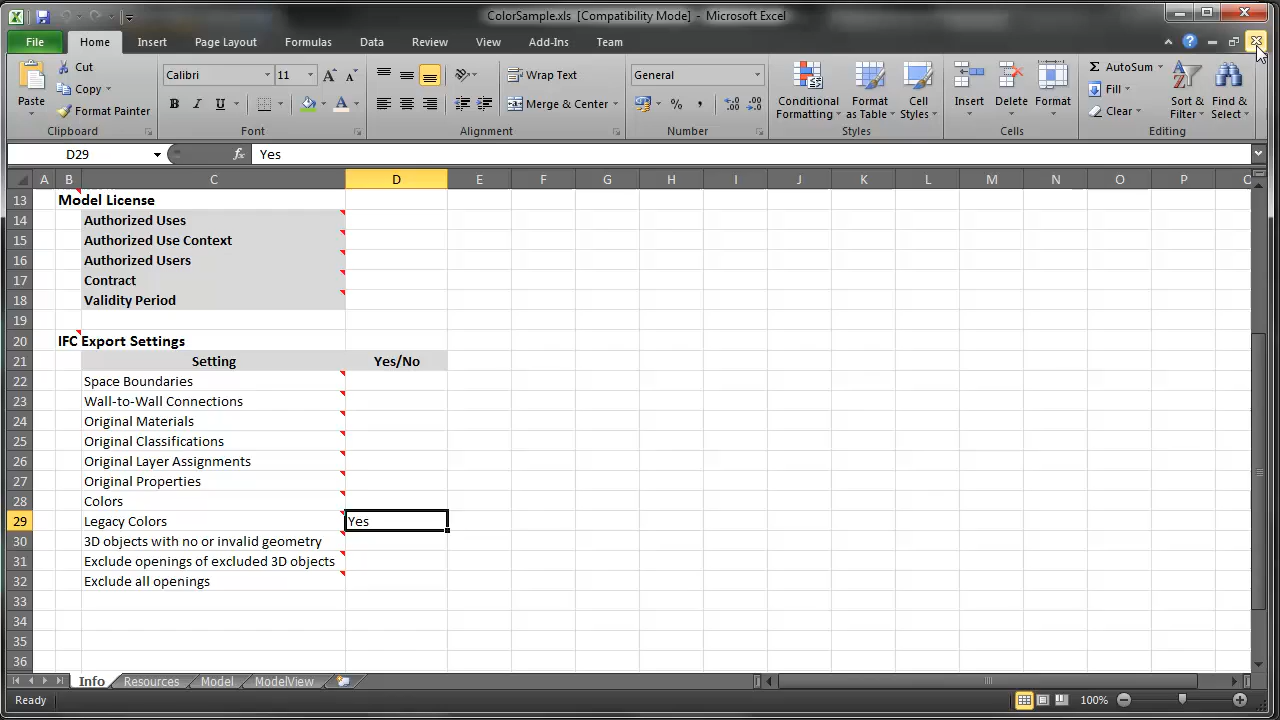 ColorSample.xls [Compatibility Mode] - Microsoft Excel
File Home Insert Page Layout Formulas Data Review View Add-Ins Team
Paste
Cut
Copy
Format Painter
Clipboard
Calibri 11
B I U
A
Font
Wrap Text
Merge & Center
Alignment
General
% ,
Number
Conditional Formatting
Format as Table
Cell Styles
Styles
Insert
Delete
Format
Cells
AutoSum
Fill
Clear
Sort & Filter
Find & Select
Editing
D29 fx Yes
A B C D E F G H I J K L M N O P Q
13 Model License
14 Authorized Uses
15 Authorized Use Context
16 Authorized Users
17 Contract
18 Validity Period
19
20 IFC Export Settings
21 Setting Yes/No
22 Space Boundaries
23 Wall-to-Wall Connections
24 Original Materials
25 Original Classifications
26 Original Layer Assignments
27 Original Properties
28 Colors
29 Legacy Colors Yes
30 3D objects with no or invalid geometry
31 Exclude openings of excluded 3D objects
32 Exclude all openings
33
34
35
36
Info Resources Model ModelView
Ready 100%